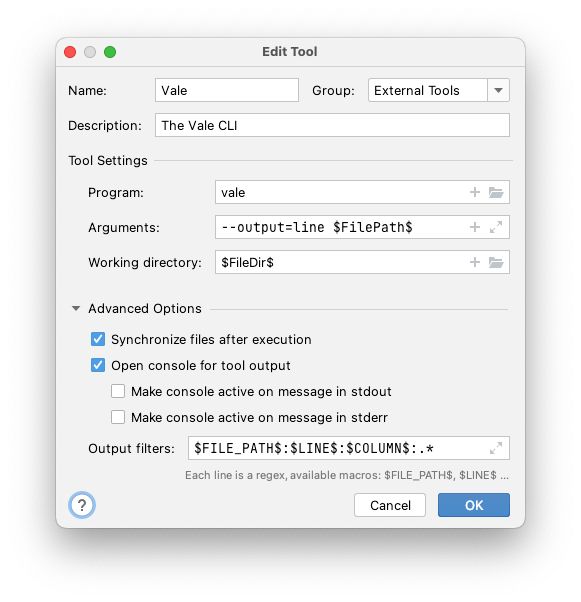 Edit Tool
Name: Vale Group: External Tools
Description: The Vale CLI
Tool Settings
Program: vale
Arguments: --output=line $FilePath$
Working directory: $FileDir$
Advanced Options
Synchronize files after execution
Open console for tool output
Make console active on message in stdout
Make console active on message in stderr
Output filters: $FILE_PATH$:$LINE$:$COLUMN$:.*
Each line is a regex, available macros: $FILE_PATH$, $LINE$ ...
? Cancel OK